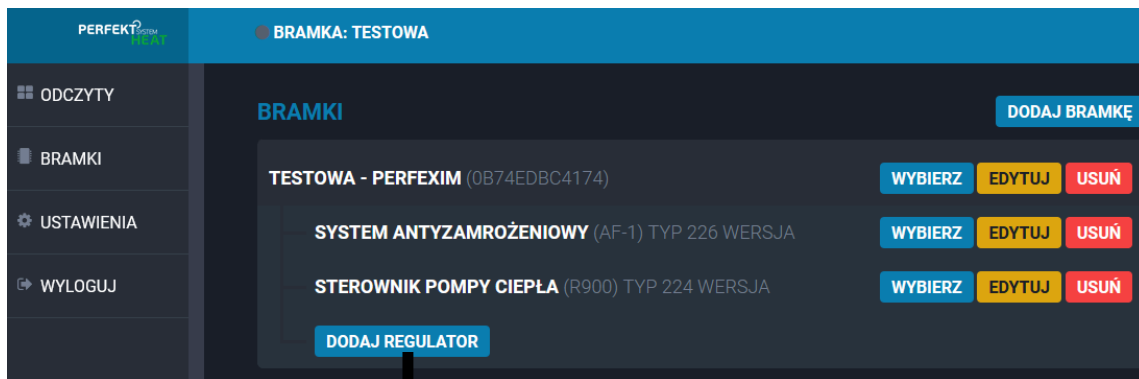 PERFEKT SYSTEM
HEAT
BRAMKA: TESTOWA
ODCZYTY
BRAMKI
USTAWIENIA
WYLOGUJ
BRAMKI
DODAJ BRAMKĘ
TESTOWA - PERFEXIM (0B74EDBC4174) WYBIERZ EDYTUJ USUŃ
SYSTEM ANTYZAMROŻENIOWY (AF-1) TYP 226 WERSJA WYBIERZ EDYTUJ USUŃ
STEROWNIK POMPY CIEPŁA (R900) TYP 224 WERSJA WYBIERZ EDYTUJ USUŃ
DODAJ REGULATOR